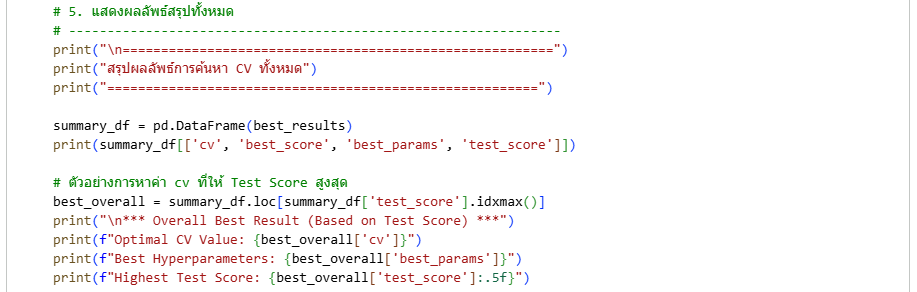 # 5. แสดงผลลัพธ์สรุปทั้งหมด
# ----------------------------------------------------------------
print("\n========================================================")
print("สรุปผลลัพธ์การค้นหา CV ทั้งหมด")
print("========================================================")
summary_df = pd.DataFrame(best_results)
print(summary_df[['cv', 'best_score', 'best_params', 'test_score']])
# ตัวอย่างการหาค่า cv ที่ให้ Test Score สูงสุด
best_overall = summary_df.loc[summary_df['test_score'].idxmax()]
print("\n*** Overall Best Result (Based on Test Score) ***")
print(f"Optimal CV Value: {best_overall['cv']}")
print(f"Best Hyperparameters: {best_overall['best_params']}")
print(f"Highest Test Score: {best_overall['test_score']:.5f}")